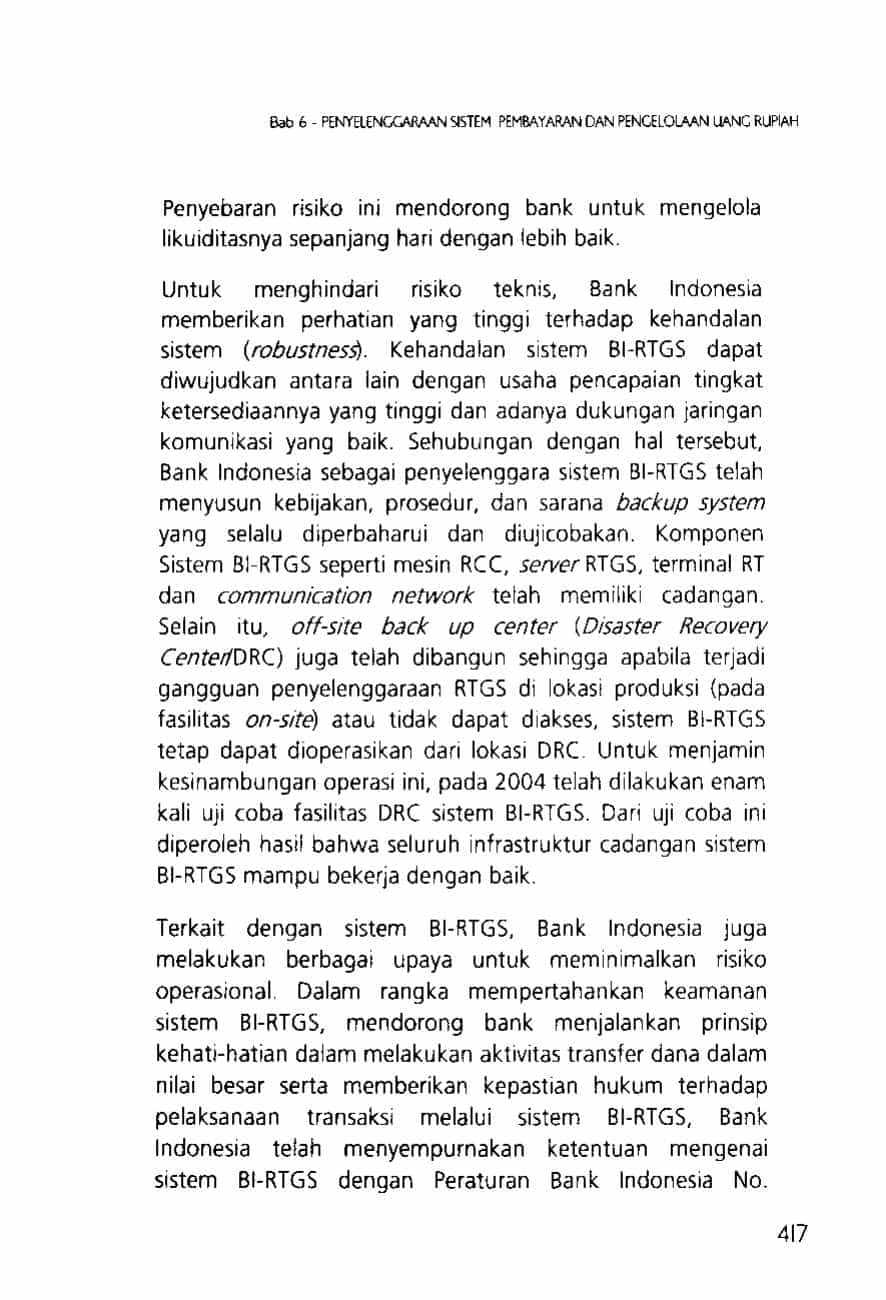 Bab 6 - PENYELENGGARAAN SISTEM PEMBAYARAN DAN PENGELOLAAN UANG RUPIAH
Penyebaran risiko ini mendorong bank untuk mengelola
likuiditasnya sepanjang hari dengan lebih baik.
Untuk menghindari risiko teknis, Bank Indonesia
memberikan perhatian yang tinggi terhadap kehandalan
sistem (robustness). Kehandalan sistem BI-RTGS dapat
diwujudkan antara lain dengan usaha pencapaian tingkat
ketersediaannya yang tinggi dan adanya dukungan jaringan
komunikasi yang baik. Sehubungan dengan hal tersebut,
Bank Indonesia sebagai penyelenggara sistem BI-RTGS telah
menyusun kebijakan, prosedur, dan sarana backup system
yang selalu diperbaharui dan diujicobakan. Komponen
Sistem BI-RTGS seperti mesin RCC, server RTGS, terminal RT
dan communication network telah memiliki cadangan.
Selain itu, off-site back up center (Disaster Recovery
Center/DRC) juga telah dibangun sehingga apabila terjadi
gangguan penyelenggaraan RTGS di lokasi produksi (pada
fasilitas on-site) atau tidak dapat diakses, sistem BI-RTGS
tetap dapat dioperasikan dari lokasi DRC. Untuk menjamin
kesinambungan operasi ini, pada 2004 telah dilakukan enam
kali uji coba fasilitas DRC sistem BI-RTGS. Dari uji coba ini
diperoleh hasil bahwa seluruh infrastruktur cadangan sistem
BI-RTGS mampu bekerja dengan baik.
Terkait dengan sistem BI-RTGS, Bank Indonesia juga
melakukan berbagai upaya untuk meminimalkan risiko
operasional. Dalam rangka mempertahankan keamanan
sistem BI-RTGS, mendorong bank menjalankan prinsip
kehati-hatian dalam melakukan aktivitas transfer dana dalam
nilai besar serta memberikan kepastian hukum terhadap
pelaksanaan transaksi melalui sistem BI-RTGS, Bank
Indonesia telah menyempurnakan ketentuan mengenai
sistem BI-RTGS dengan Peraturan Bank Indonesia No.
417